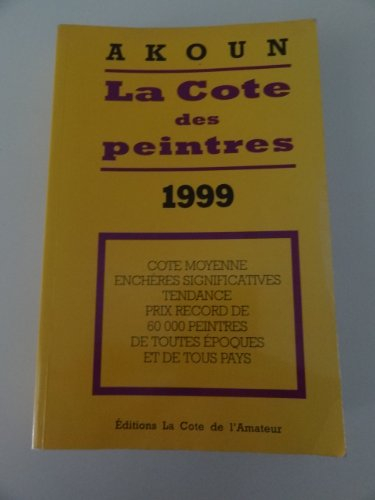 AKOUN
La Cote
des
peintres
1999
COTE MOYENNE
ENCHÈRES SIGNIFICATIVES
TENDANCE
PRIX RECORD DE
60 000 PEINTRES
DE TOUTES ÉPOQUES
ET DE TOUS PAYS
Éditions La Cote de l'Amateur